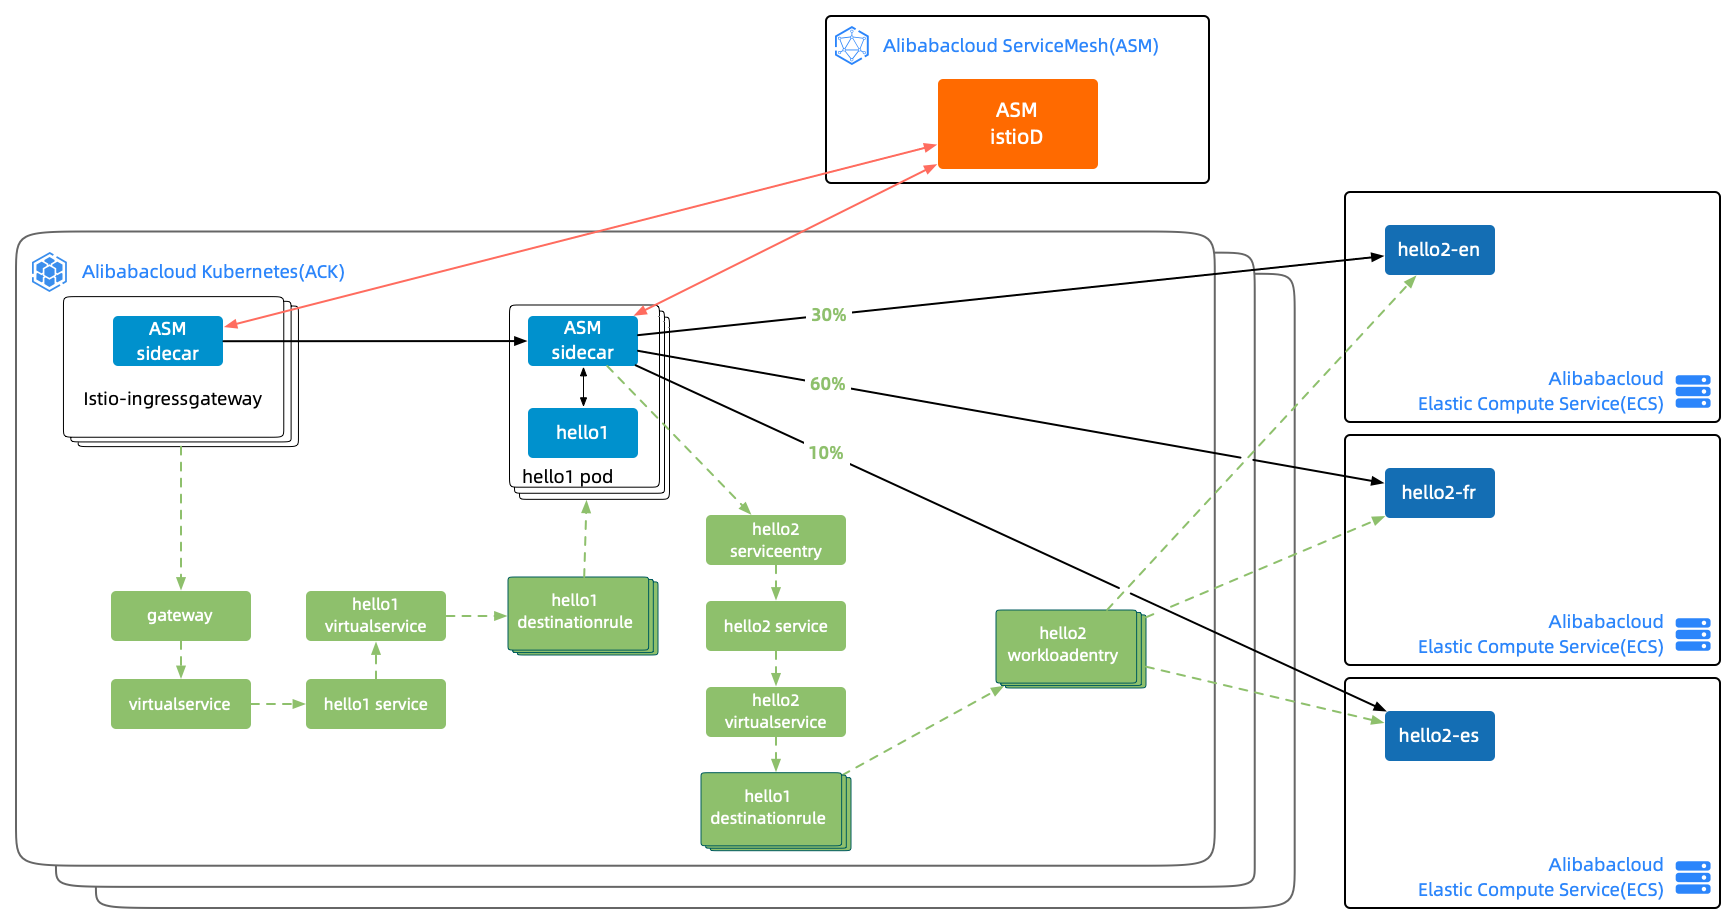 Alibabacloud ServiceMesh(ASM)
ASM
istioD
Alibabacloud Kubernetes(ACK)
ASM
sidecar
Istio-ingressgateway
ASM
sidecar
hello1
hello1 pod
30%
60%
10%
hello2-en
Alibabacloud
Elastic Compute Service(ECS)
hello2-fr
Alibabacloud
Elastic Compute Service(ECS)
hello2-es
Alibabacloud
Elastic Compute Service(ECS)
gateway
virtualservice
hello1 service
hello1
virtualservice
hello1
destinationrule
hello2
serviceentry
hello2 service
hello2
virtualservice
hello1
destinationrule
hello2
workloadentry